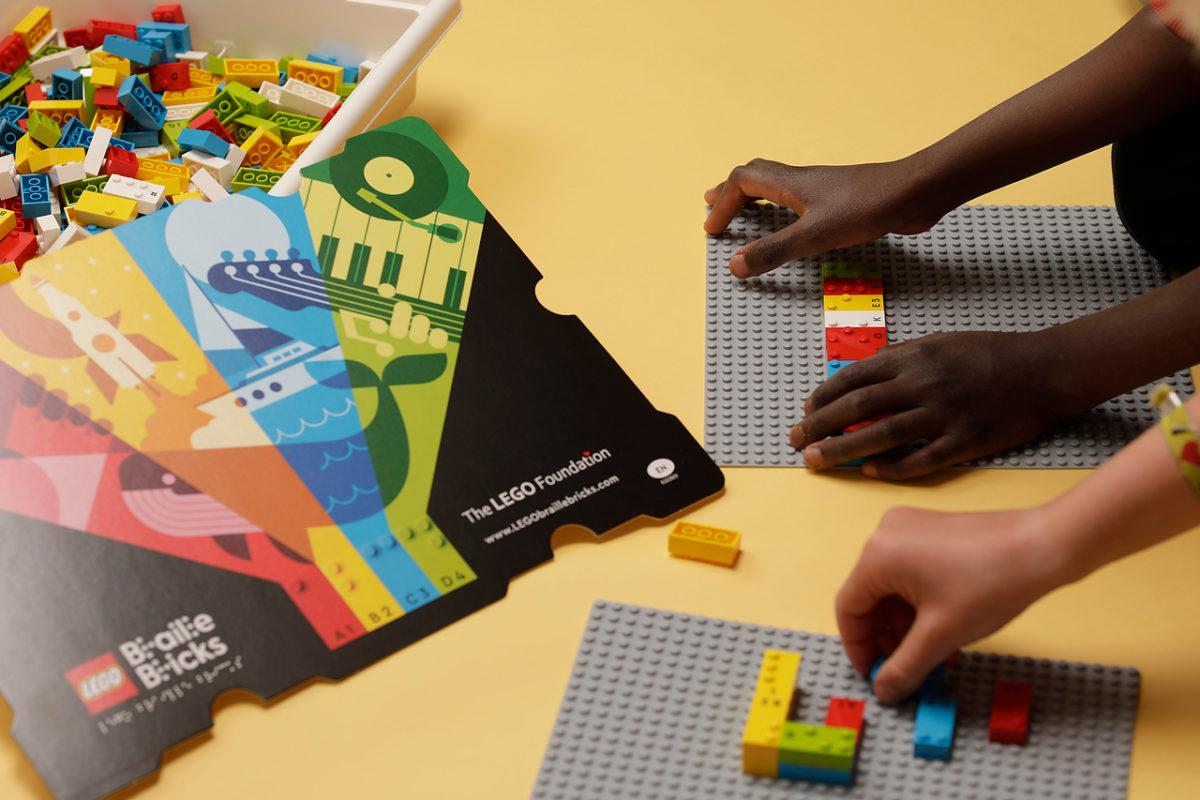 The LEGO Foundation
EN
www.LEGObraillebricks.com
A1 B2 C3 D4
LEGO
Braille
Bricks
K